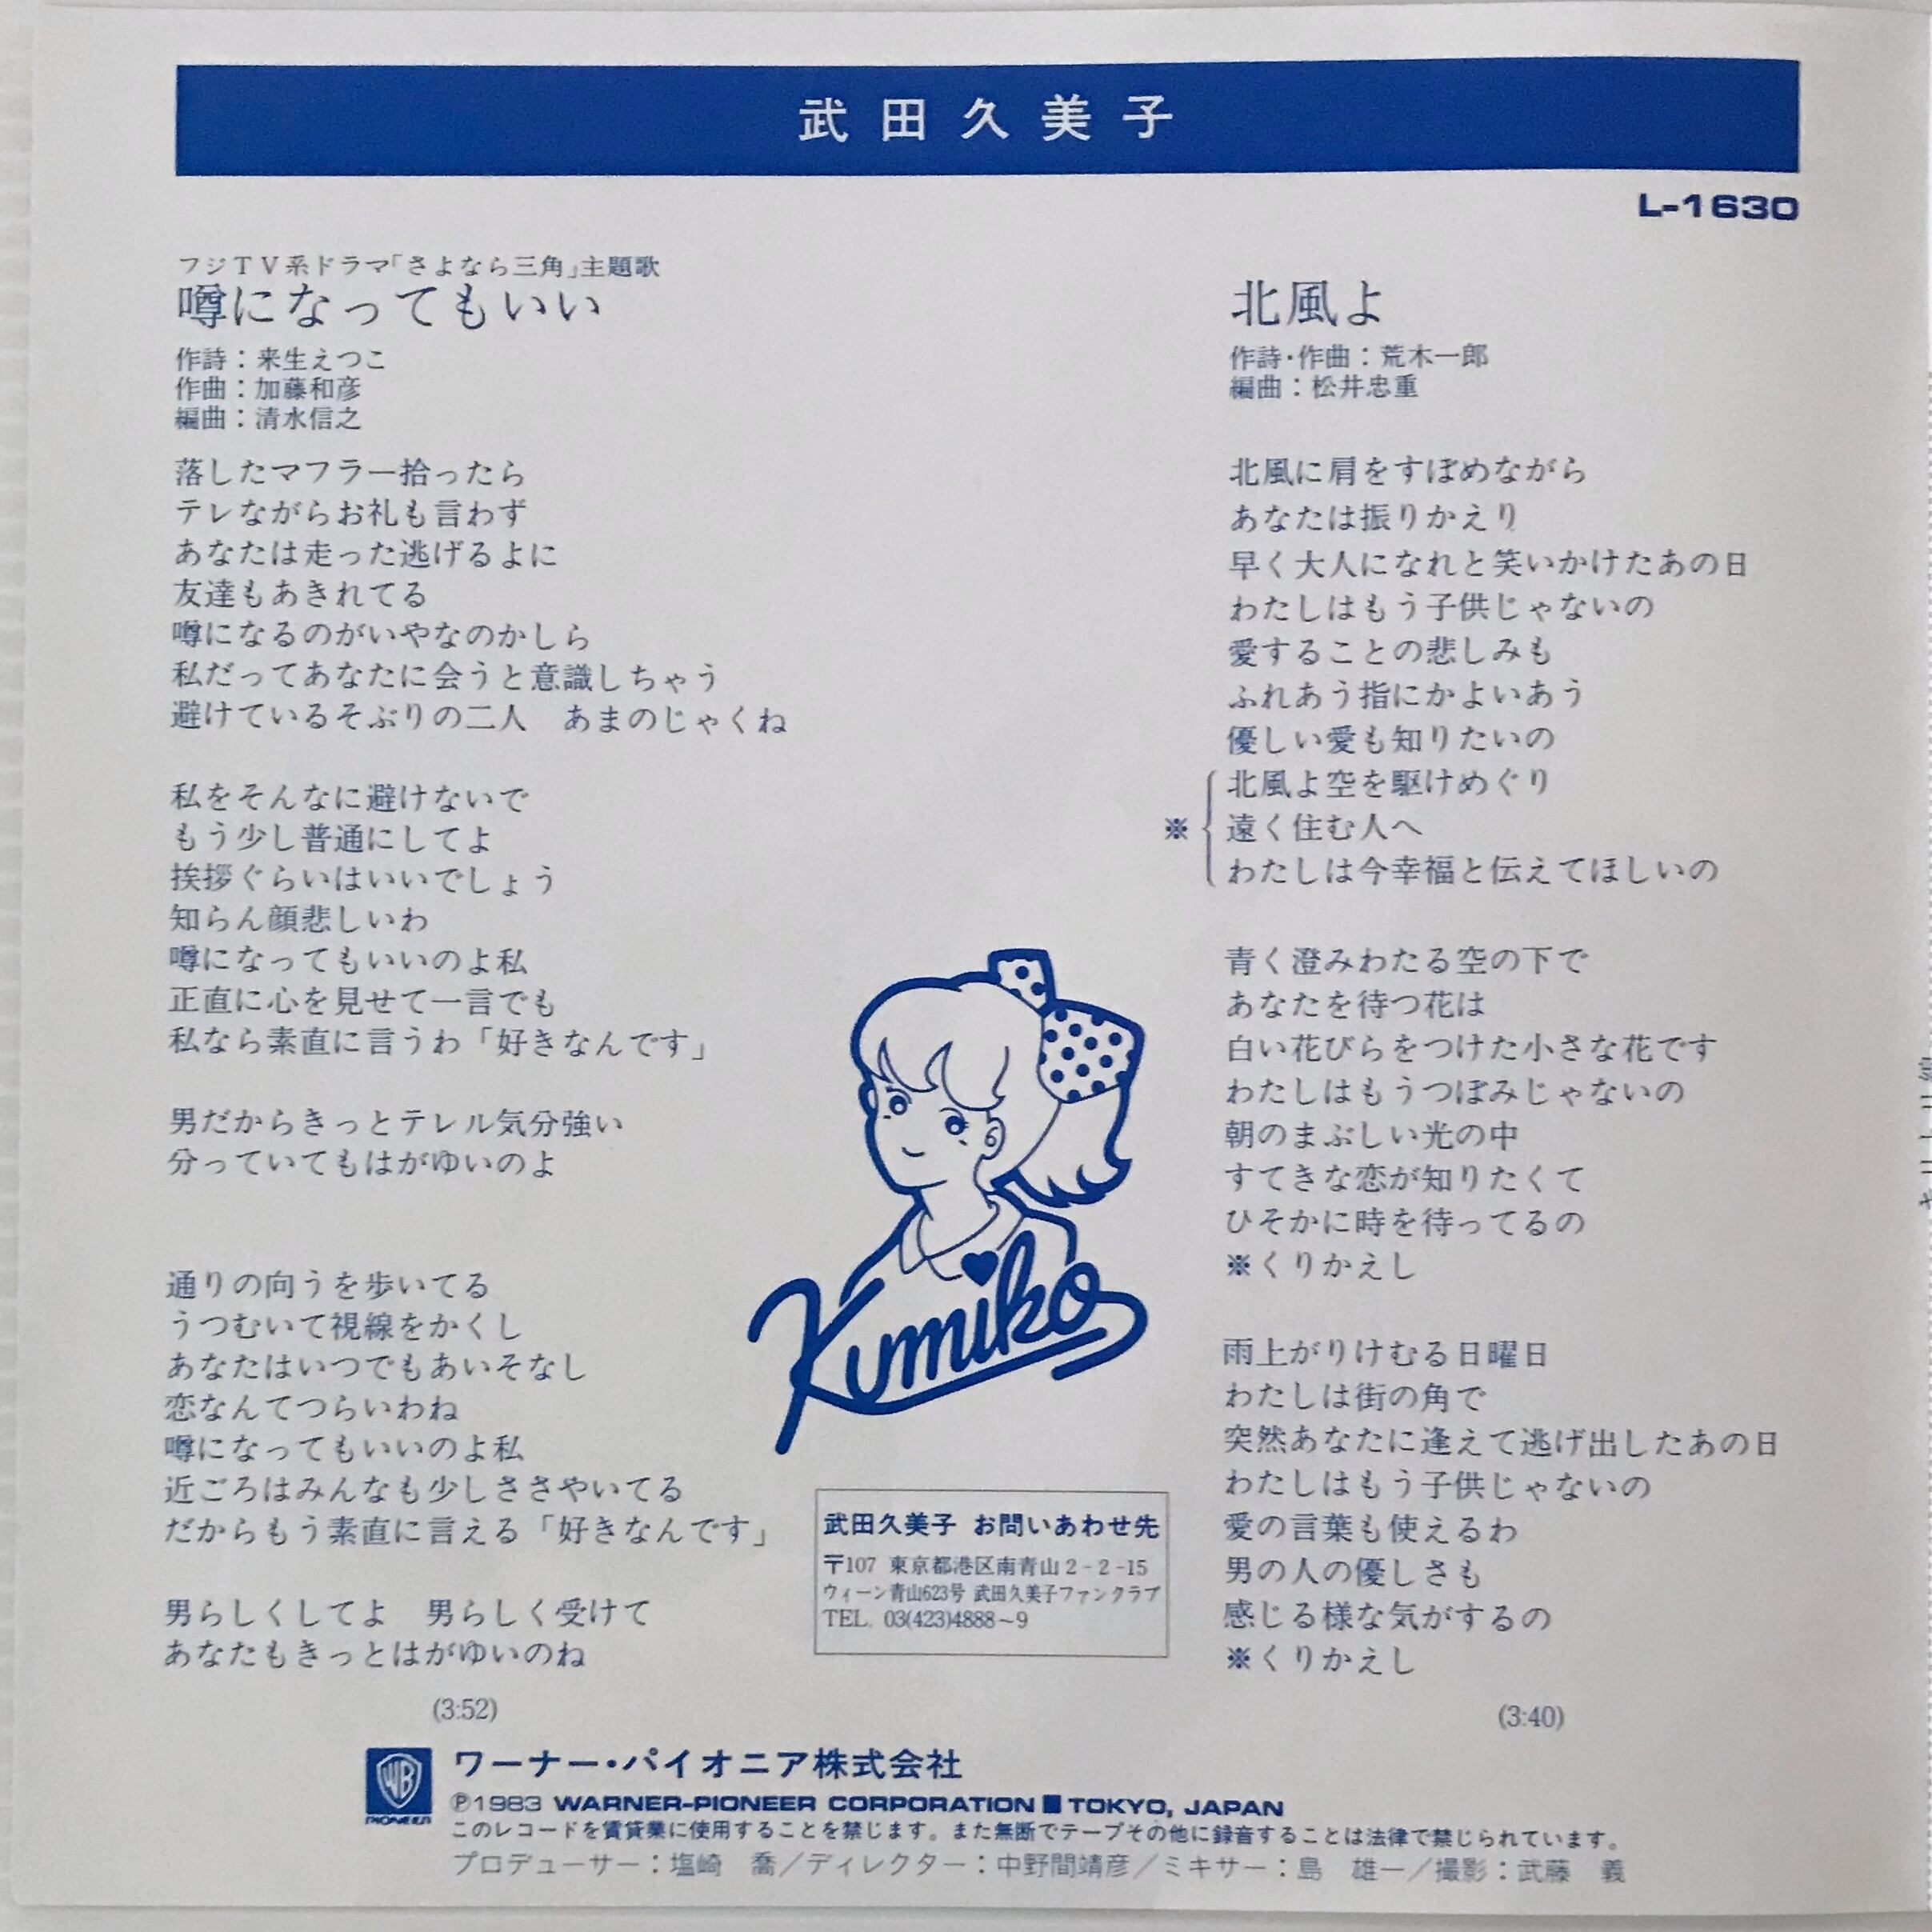 武田久美子
L-1630
フジTV系ドラマ「さよなら三角」主題歌
噂になってもいい
作詩：来生えつこ
作曲：加藤和彦
編曲：清水信之
落したマフラー拾ったら
テレながらお礼も言わず
あなたは走った逃げるよに
友達もあきれてる
噂になるのがいやなのかしら
私だってあなたに会うと意識しちゃう
避けているそぶりの二人　あまのじゃくね
私をそんなに避けないで
もう少し普通にしてよ
挨拶ぐらいはいいでしょう
知らん顔悲しいわ
噂になってもいいのよ私
正直に心を見せて一言でも
私なら素直に言うわ「好きなんです」
男だからきっとテレル気分強い
分っていてもはがゆいのよ
通りの向うを歩いてる
うつむいて視線をかくし
あなたはいつでもあいそなし
恋なんてつらいわね
噂になってもいいのよ私
近ごろはみんなも少しささやいてる
だからもう素直に言える「好きなんです」
男らしくしてよ　男らしく受けて
あなたもきっとはがゆいのね
(3:52)
北風よ
作詩・作曲：荒木一郎
編曲：松井忠重
北風に肩をすぼめながら
あなたは振りかえり
早く大人になれと笑いかけたあの日
わたしはもう子供じゃないの
愛することの悲しみも
ふれあう指にかよいあう
優しい愛も知りたいの
北風よ空を駆けめぐり
※遠く住む人へ
わたしは今幸福と伝えてほしいの
青く澄みわたる空の下で
あなたを待つ花は
白い花びらをつけた小さな花です
わたしはもうつぼみじゃないの
朝のまぶしい光の中
すてきな恋が知りたくて
ひそかに時を待ってるの
※くりかえし
雨上がりけむる日曜日
わたしは街の角で
突然あなたに逢えて逃げ出したあの日
わたしはもう子供じゃないの
愛の言葉も使えるわ
男の人の優しさも
感じる様な気がするの
※くりかえし
(3:40)
Kumiko
武田久美子 お問いあわせ先
〒107 東京都港区南青山2-2-15
ウィーン青山623号 武田久美子ファンクラブ
TEL. 03(423)4888～9
WB
PIONEER
ワーナー・パイオニア株式会社
Ⓟ1983 WARNER-PIONEER CORPORATION ■ TOKYO, JAPAN
このレコードを賃貸業に使用することを禁じます。また無断でテープその他に録音することは法律で禁じられています。
プロデューサー：塩崎　喬／ディレクター：中野間靖彦／ミキサー：島　雄一／撮影：武藤　義